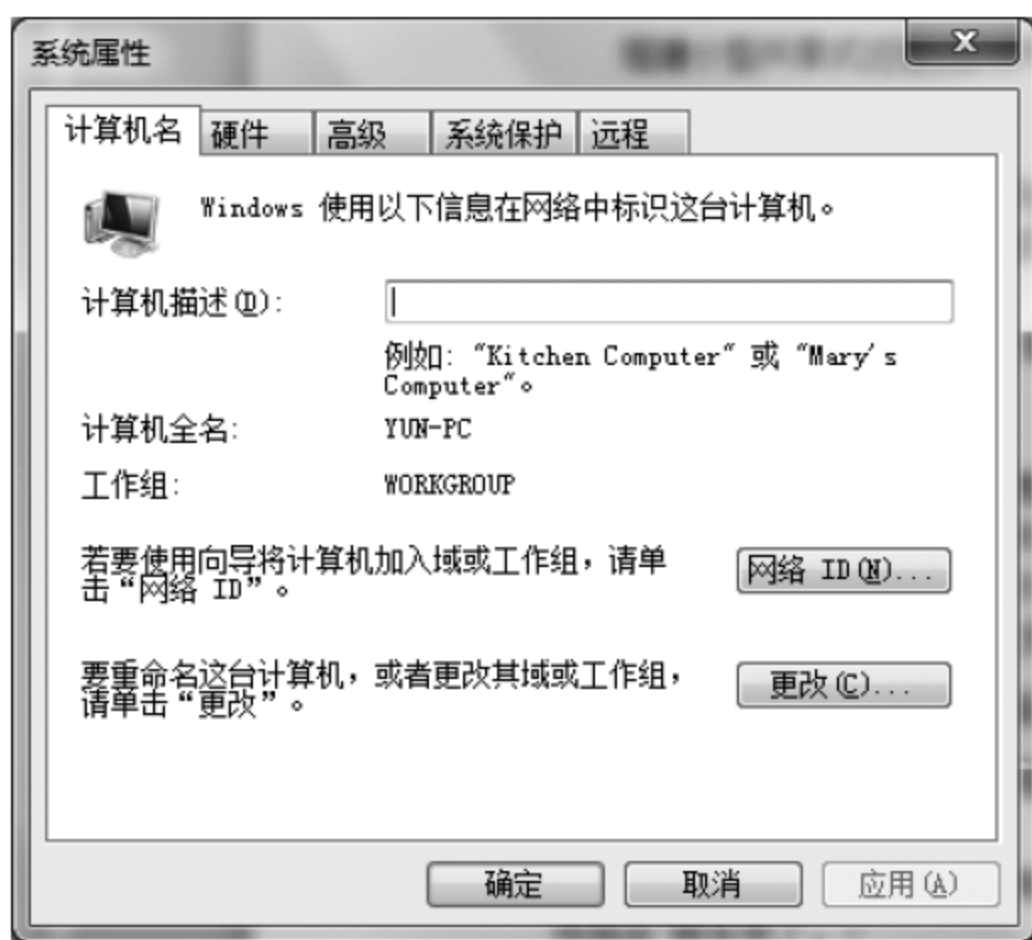 系统属性
计算机名 硬件 高级 系统保护 远程
Windows 使用以下信息在网络中标识这台计算机。
计算机描述(D):
例如: "Kitchen Computer" 或 "Mary's
Computer"。
计算机全名: YUN-PC
工作组: WORKGROUP
若要使用向导将计算机加入域或工作组，请单
击“网络 ID”。
网络 ID(N)...
要重命名这台计算机，或者更改其域或工作组，
请单击“更改”。
更改(C)...
确定 取消 应用(A)